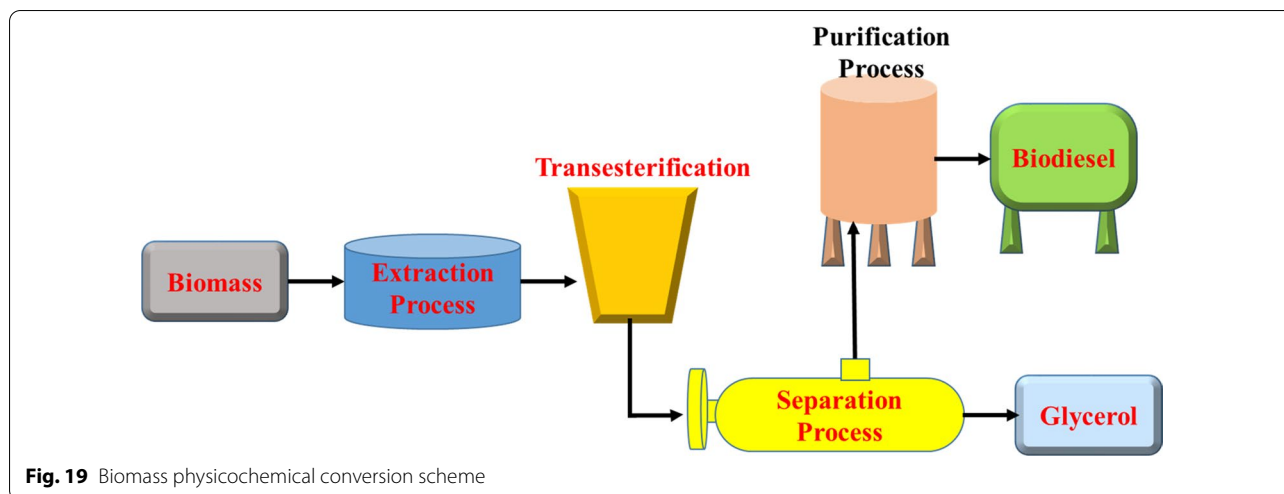 Purification
Process
Biodiesel
Transesterification
Biomass
Extraction
Process
Separation
Process
Glycerol
Fig. 19 Biomass physicochemical conversion scheme